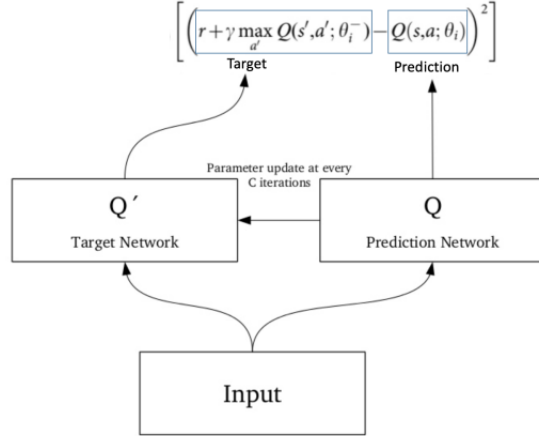 [(r + γ max_{a'} Q(s',a'; θ_i^-) − Q(s,a; θ_i))^2]
Target
Prediction
Parameter update at every
C iterations
Q′
Target Network
Q
Prediction Network
Input